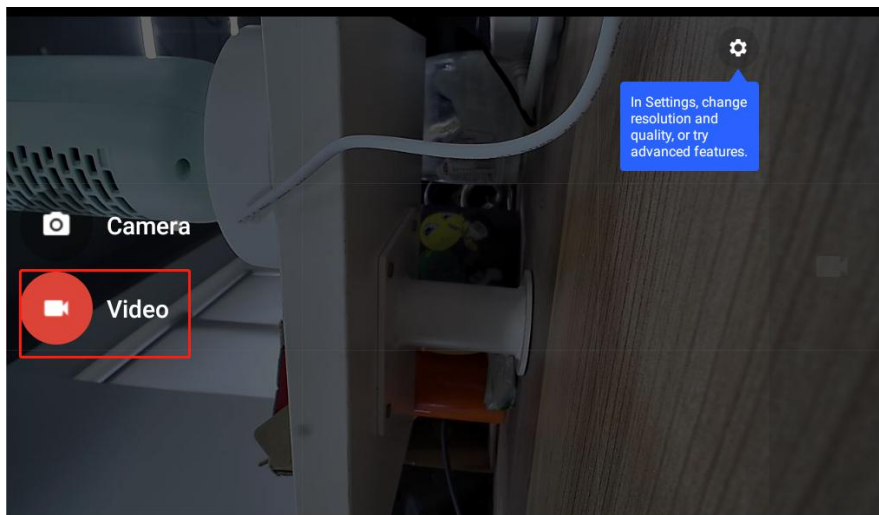 In Settings, change
resolution and
quality, or try
advanced features.
Camera
Video